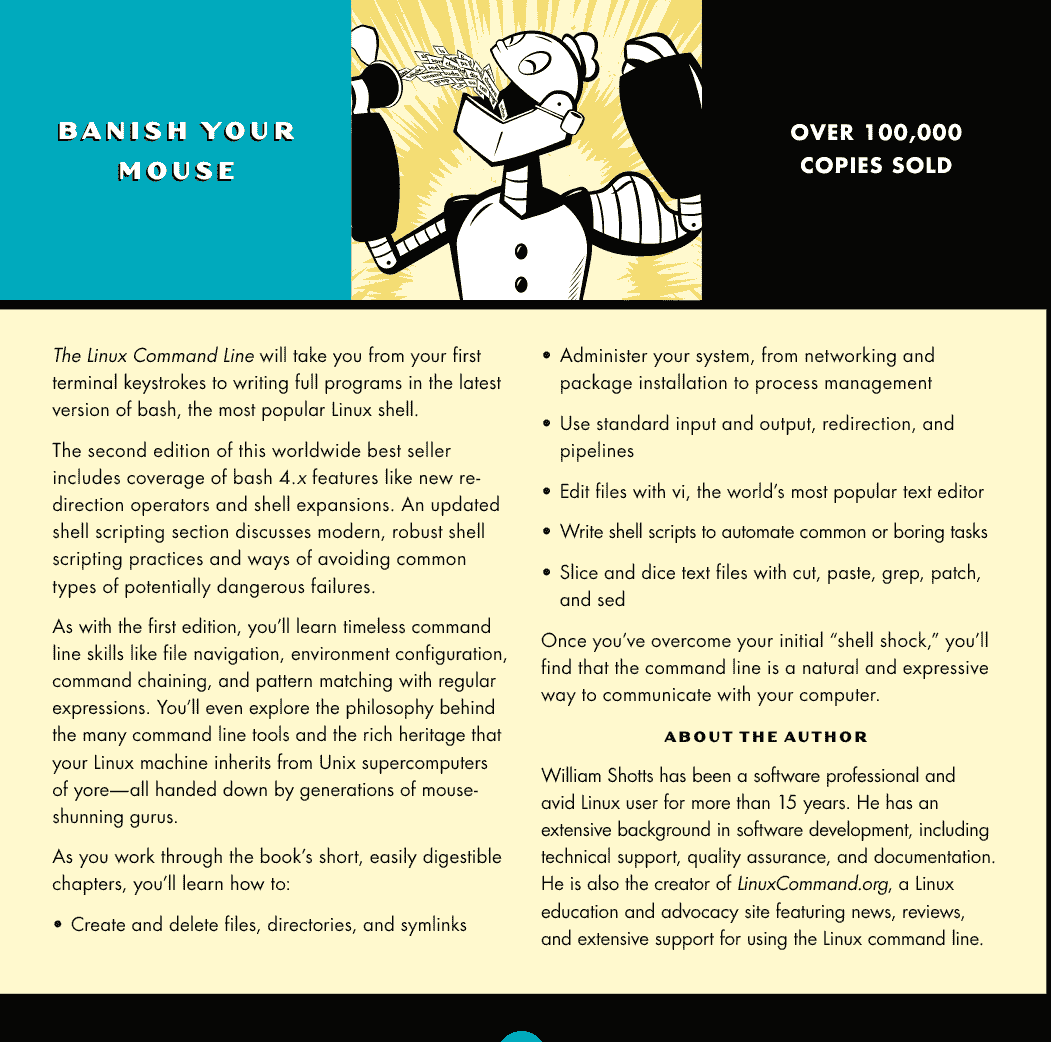 BANISH YOUR
MOUSE
OVER 100,000
COPIES SOLD
The Linux Command Line will take you from your first
terminal keystrokes to writing full programs in the latest
version of bash, the most popular Linux shell.
The second edition of this worldwide best seller
includes coverage of bash 4.x features like new re-
direction operators and shell expansions. An updated
shell scripting section discusses modern, robust shell
scripting practices and ways of avoiding common
types of potentially dangerous failures.
As with the first edition, you’ll learn timeless command
line skills like file navigation, environment configuration,
command chaining, and pattern matching with regular
expressions. You’ll even explore the philosophy behind
the many command line tools and the rich heritage that
your Linux machine inherits from Unix supercomputers
of yore—all handed down by generations of mouse-
shunning gurus.
As you work through the book’s short, easily digestible
chapters, you’ll learn how to:
• Create and delete files, directories, and symlinks
• Administer your system, from networking and
package installation to process management
• Use standard input and output, redirection, and
pipelines
• Edit files with vi, the world’s most popular text editor
• Write shell scripts to automate common or boring tasks
• Slice and dice text files with cut, paste, grep, patch,
and sed
Once you’ve overcome your initial “shell shock,” you’ll
find that the command line is a natural and expressive
way to communicate with your computer.
ABOUT THE AUTHOR
William Shotts has been a software professional and
avid Linux user for more than 15 years. He has an
extensive background in software development, including
technical support, quality assurance, and documentation.
He is also the creator of LinuxCommand.org, a Linux
education and advocacy site featuring news, reviews,
and extensive support for using the Linux command line.